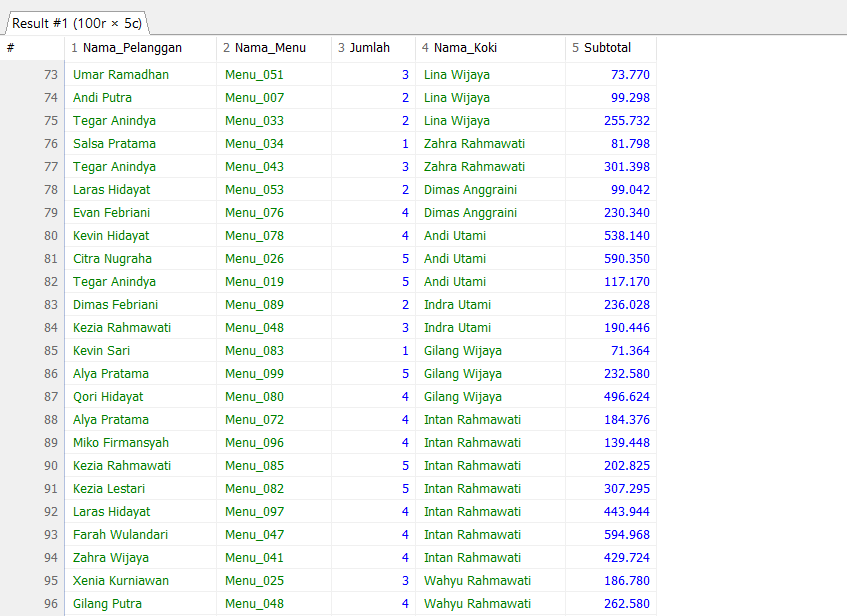 Result #1 (100r × 5c)
# 1 Nama_Pelanggan 2 Nama_Menu 3 Jumlah 4 Nama_Koki 5 Subtotal
73 Umar Ramadhan Menu_051 3 Lina Wijaya 73.770
74 Andi Putra Menu_007 2 Lina Wijaya 99.298
75 Tegar Anindya Menu_033 2 Lina Wijaya 255.732
76 Salsa Pratama Menu_034 1 Zahra Rahmawati 81.798
77 Tegar Anindya Menu_043 3 Zahra Rahmawati 301.398
78 Laras Hidayat Menu_053 2 Dimas Anggraini 99.042
79 Evan Febriani Menu_076 4 Dimas Anggraini 230.340
80 Kevin Hidayat Menu_078 4 Andi Utami 538.140
81 Citra Nugraha Menu_026 5 Andi Utami 590.350
82 Tegar Anindya Menu_019 5 Andi Utami 117.170
83 Dimas Febriani Menu_089 2 Indra Utami 236.028
84 Kezia Rahmawati Menu_048 3 Indra Utami 190.446
85 Kevin Sari Menu_083 1 Gilang Wijaya 71.364
86 Alya Pratama Menu_099 5 Gilang Wijaya 232.580
87 Qori Hidayat Menu_080 4 Gilang Wijaya 496.624
88 Alya Pratama Menu_072 4 Intan Rahmawati 184.376
89 Miko Firmansyah Menu_096 4 Intan Rahmawati 139.448
90 Kezia Rahmawati Menu_085 5 Intan Rahmawati 202.825
91 Kezia Lestari Menu_082 5 Intan Rahmawati 307.295
92 Laras Hidayat Menu_097 4 Intan Rahmawati 443.944
93 Farah Wulandari Menu_047 4 Intan Rahmawati 594.968
94 Zahra Wijaya Menu_041 4 Intan Rahmawati 429.724
95 Xenia Kurniawan Menu_025 3 Wahyu Rahmawati 186.780
96 Gilang Putra Menu_048 4 Wahyu Rahmawati 262.580